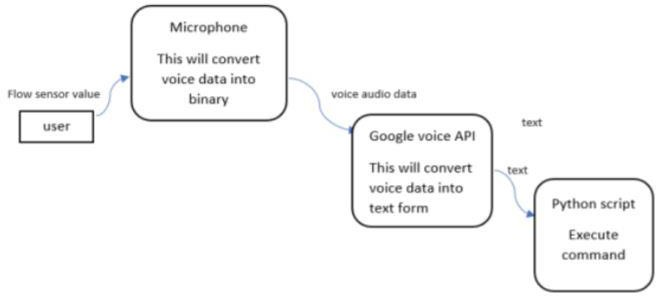 Microphone
This will convert
voice data into
binary
Flow sensor value
user
voice audio data
Google voice API
This will convert
voice data into
text form
text
text
Python script
Execute
command